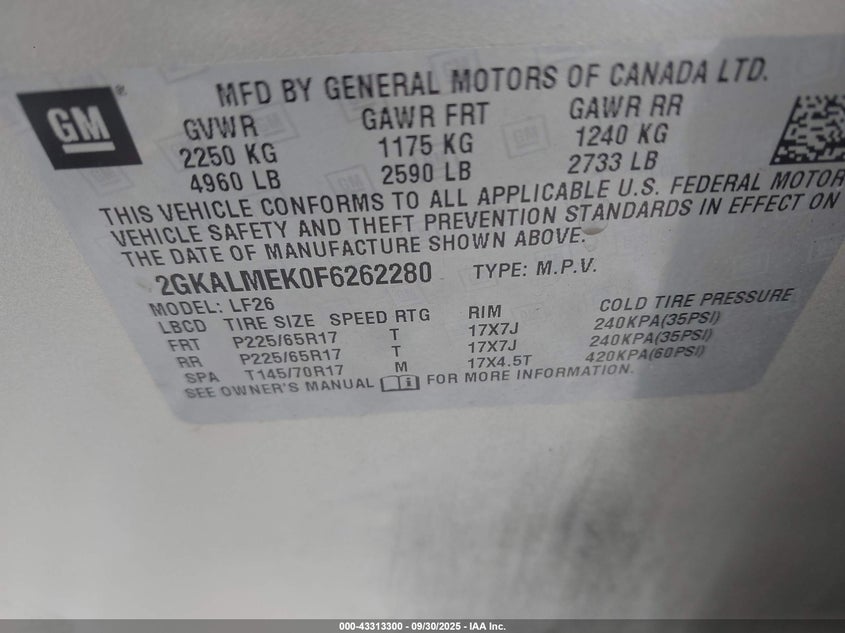 MFD BY GENERAL MOTORS OF CANADA LTD.
GM®
GVWR GAWR FRT GAWR RR
2250 KG 1175 KG 1240 KG
4960 LB 2590 LB 2733 LB
THIS VEHICLE CONFORMS TO ALL APPLICABLE U.S. FEDERAL MOTOR
VEHICLE SAFETY AND THEFT PREVENTION STANDARDS IN EFFECT ON
THE DATE OF MANUFACTURE SHOWN ABOVE.
2GKALMEK0F6262280 TYPE: M.P.V.
MODEL: LF26
LBCD TIRE SIZE SPEED RTG RIM COLD TIRE PRESSURE
FRT P225/65R17 T 17X7J 240KPA(35PSI)
RR P225/65R17 T 17X7J 240KPA(35PSI)
SPA T145/70R17 M 17X4.5T 420KPA(60PSI)
SEE OWNER'S MANUAL FOR MORE INFORMATION.
000-43313300 - 09/30/2025 - IAA Inc.